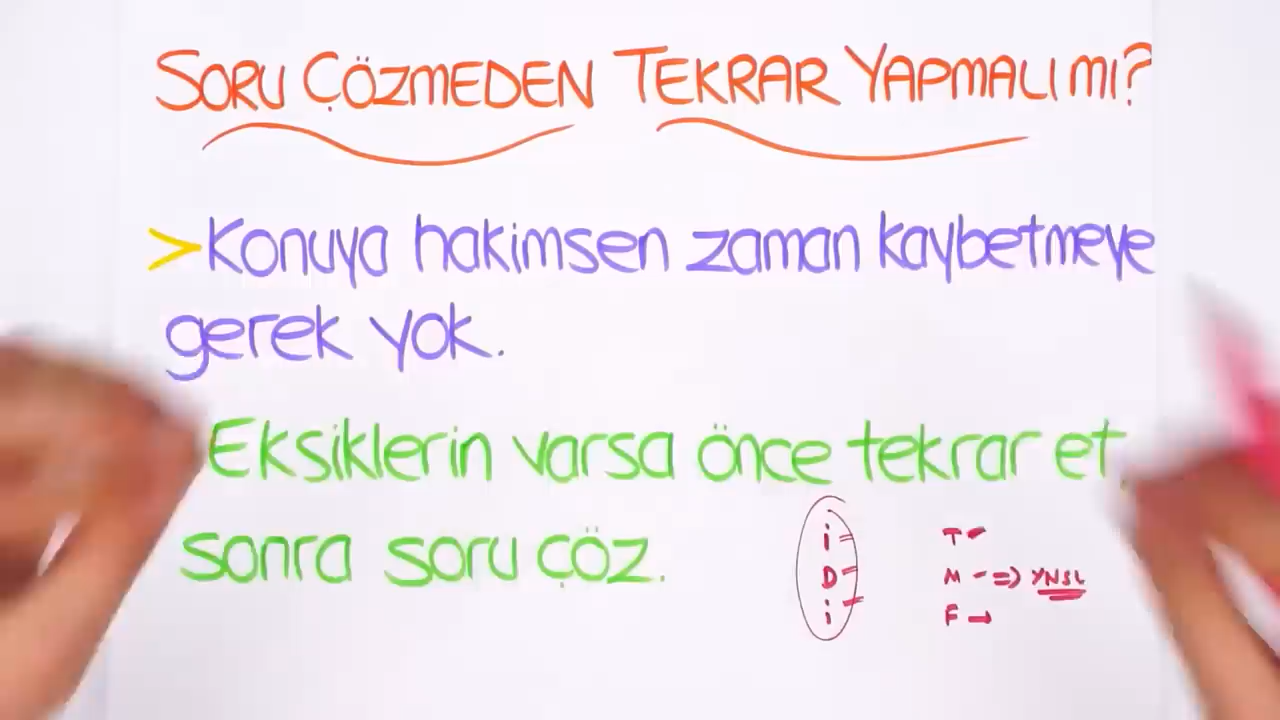 SORU ÇÖZMEDEN TEKRAR YAPMALI MI?
>Konuya hakimsen zaman kaybetmeye
gerek yok.
Eksiklerin varsa önce tekrar et,
sonra soru çöz.
i
D
i
T
M - => YNSL
F →